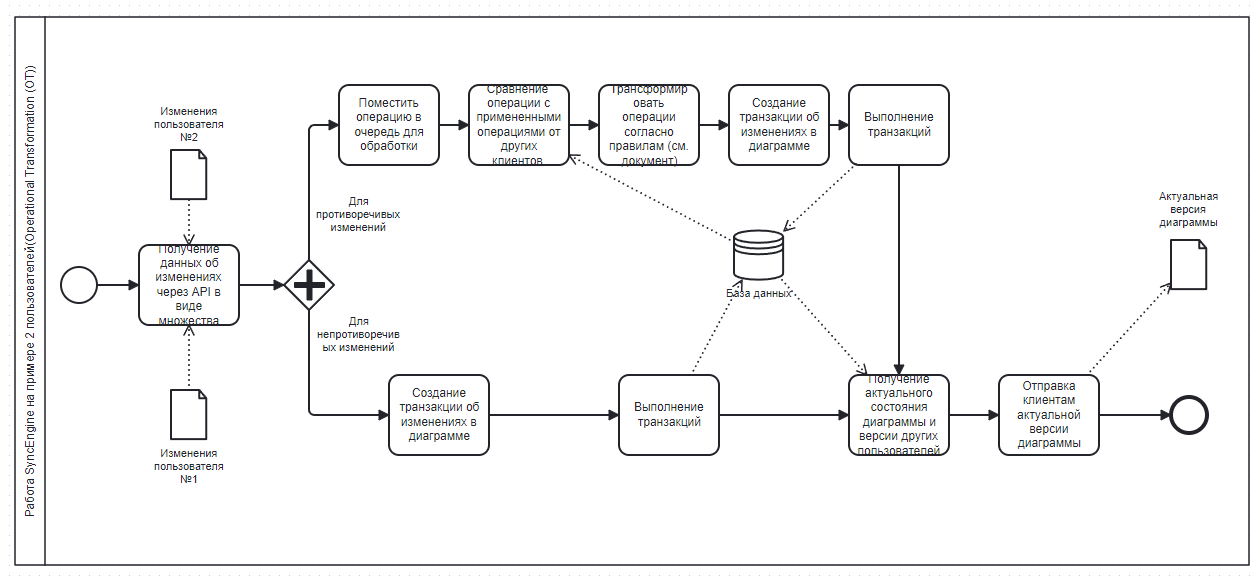 Работа SyncEngine на примере 2 пользователей(Operational Transformation (OT))
Изменения
пользователя
№2
Получение
данных об
изменениях
через API в
виде
множества
Изменения
пользователя
№1
Для
противоречивых
изменений
Для
непротиворечив
ых изменений
Поместить
операцию в
очередь для
обработки
Сравнение
операции с
примененными
операциями от
других
клиентов
Трансформир
овать
операции
согласно
правилам (см.
документ)
Создание
транзакции об
изменениях в
диаграмме
Выполнение
транзакций
База данных
Создание
транзакции об
изменениях в
диаграмме
Выполнение
транзакций
Получение
актуального
состояния
диаграммы и
версии других
пользователей
Отправка
клиентам
актуальной
версии
диаграммы
Актуальная
версия
диаграммы